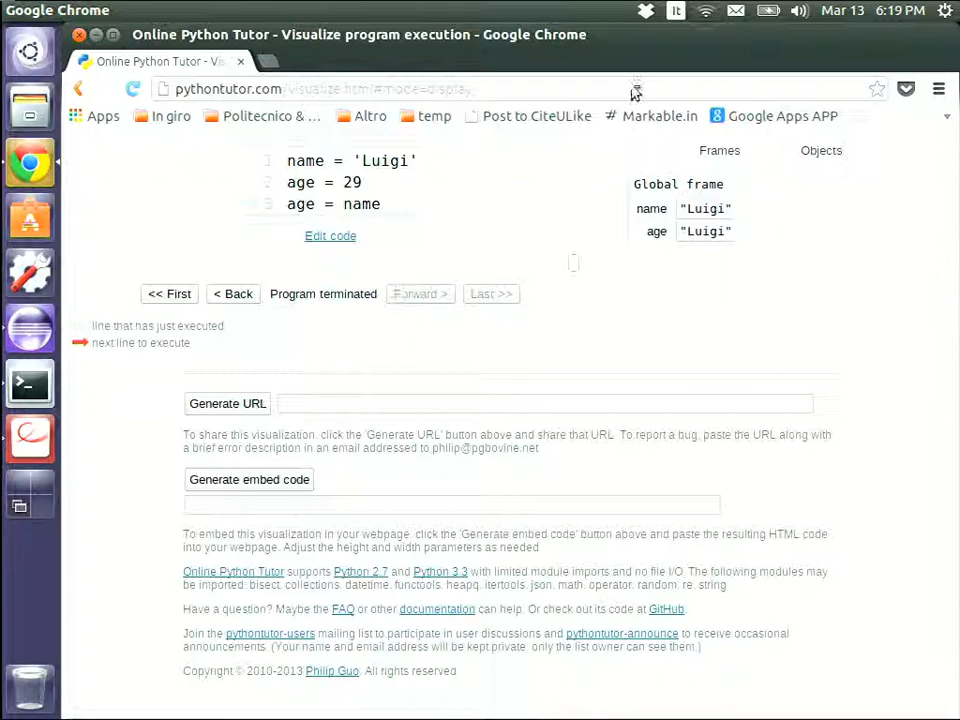 Google Chrome
It
Mar 13
6:19 PM
Online Python Tutor - Visualize program execution - Google Chrome
Online Python Tutor - Vis
pythontutor.com/visualize.html#mode=display
Apps In giro Politecnico & ... Altro temp Post to CiteULike # Markable.in Google Apps APP
Frames Objects
1 name = 'Luigi'
2 age = 29
3 age = name
Edit code
Global frame
name "Luigi"
age "Luigi"
<< First < Back Program terminated Forward > Last >>
line that has just executed
next line to execute
Generate URL
To share this visualization, click the 'Generate URL' button above and share that URL. To report a bug, paste the URL along with
a brief error description in an email addressed to philip@pgbovine.net
Generate embed code
To embed this visualization in your webpage, click the 'Generate embed code' button above and paste the resulting HTML code
into your webpage. Adjust the height and width parameters as needed.
Online Python Tutor supports Python 2.7 and Python 3.3 with limited module imports and no file I/O. The following modules may
be imported: bisect, collections, datetime, functools, heapq, itertools, json, math, operator, random, re, string
Have a question? Maybe the FAQ or other documentation can help. Or check out its code at GitHub.
Join the pythontutor-users mailing list to participate in user discussions and pythontutor-announce to receive occasional
announcements. (Your name and email address will be kept private; only the list owner can see them.)
Copyright © 2010-2013 Philip Guo. All rights reserved.